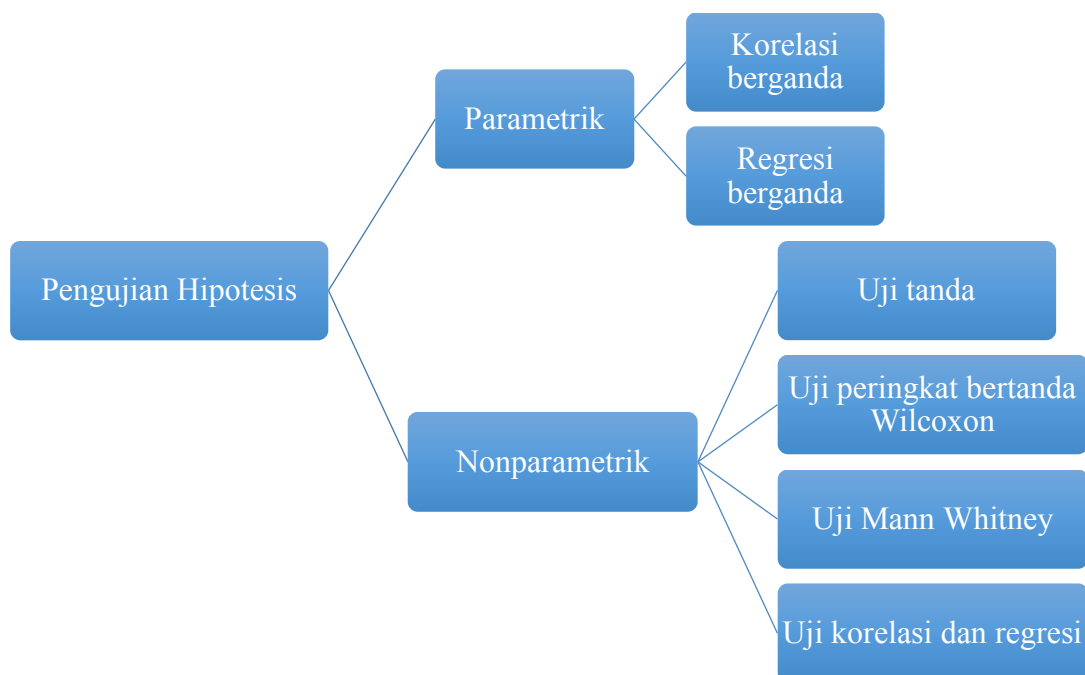 Pengujian Hipotesis
Parametrik
Korelasi
berganda
Regresi
berganda
Nonparametrik
Uji tanda
Uji peringkat bertanda
Wilcoxon
Uji Mann Whitney
Uji korelasi dan regresi